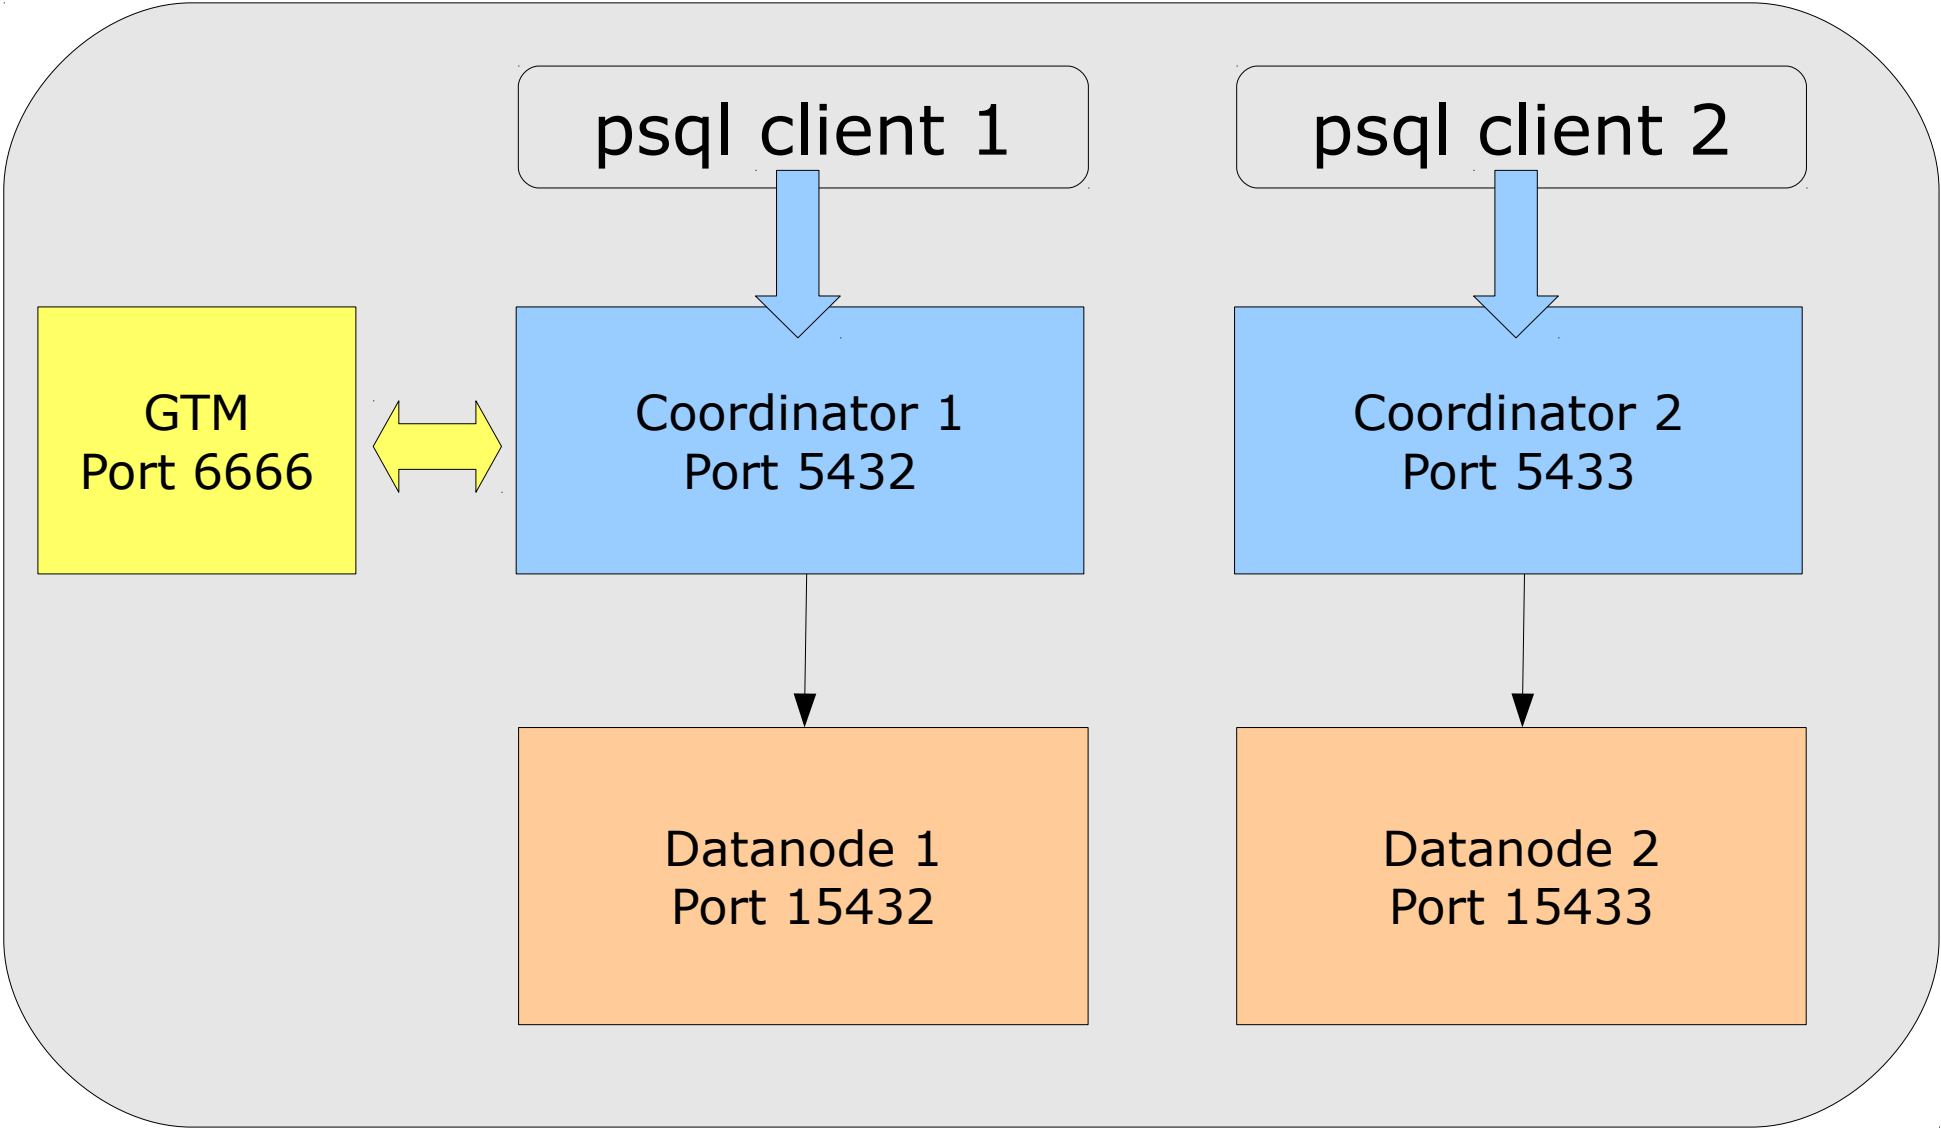 psql client 1
psql client 2
GTM
Port 6666
Coordinator 1
Port 5432
Coordinator 2
Port 5433
Datanode 1
Port 15432
Datanode 2
Port 15433